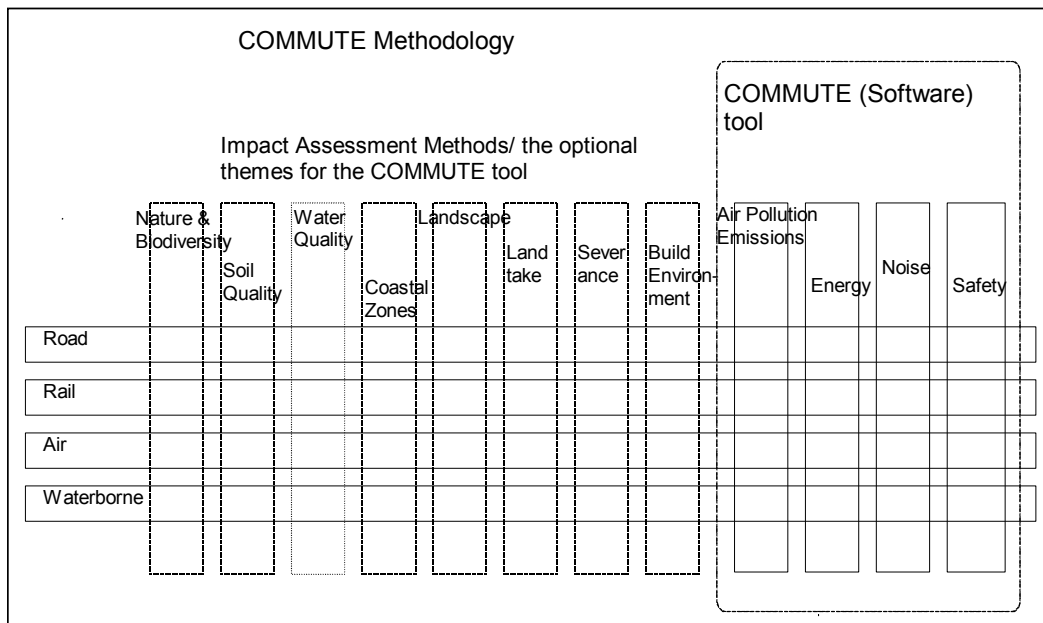 COMMUTE Methodology
COMMUTE (Software)
tool
Impact Assessment Methods/ the optional
themes for the COMMUTE tool
Nature &
Biodiversity
Soil
Quality
Water
Quality
Coastal
Zones
Landscape
Land
take
Sever
ance
Build
Environ-
ment
Air Pollution
Emissions
Energy
Noise
Safety
Road
Rail
Air
Waterborne